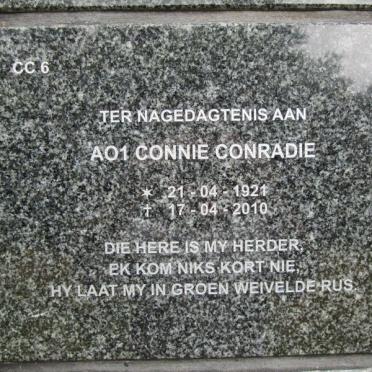 CC 6
TER NAGEDAGTENIS AAN
AO1 CONNIE CONRADIE
✶ 21 - 04 - 1921
† 17 - 04 - 2010
DIE HERE IS MY HERDER,
EK KOM NIKS KORT NIE,
HY LAAT MY IN GROEN WEIVELDE RUS.